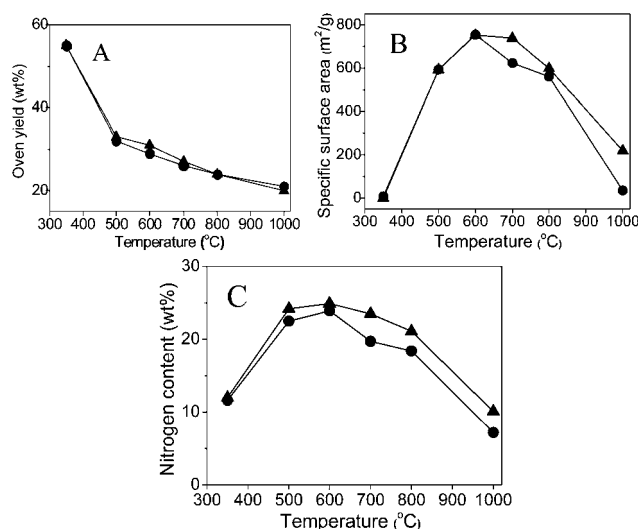 60
A
40
20
Oven yield (wt%)
300 400 500 600 700 800 900 1000
Temperature (°C)
800
B
600
400
200
0
Specific surface area (m²/g)
300 400 500 600 700 800 900 1000
Temperature (°C)
30
C
20
10
0
Nitrogen content (wt%)
300 400 500 600 700 800 900 1000
Temperature (°C)